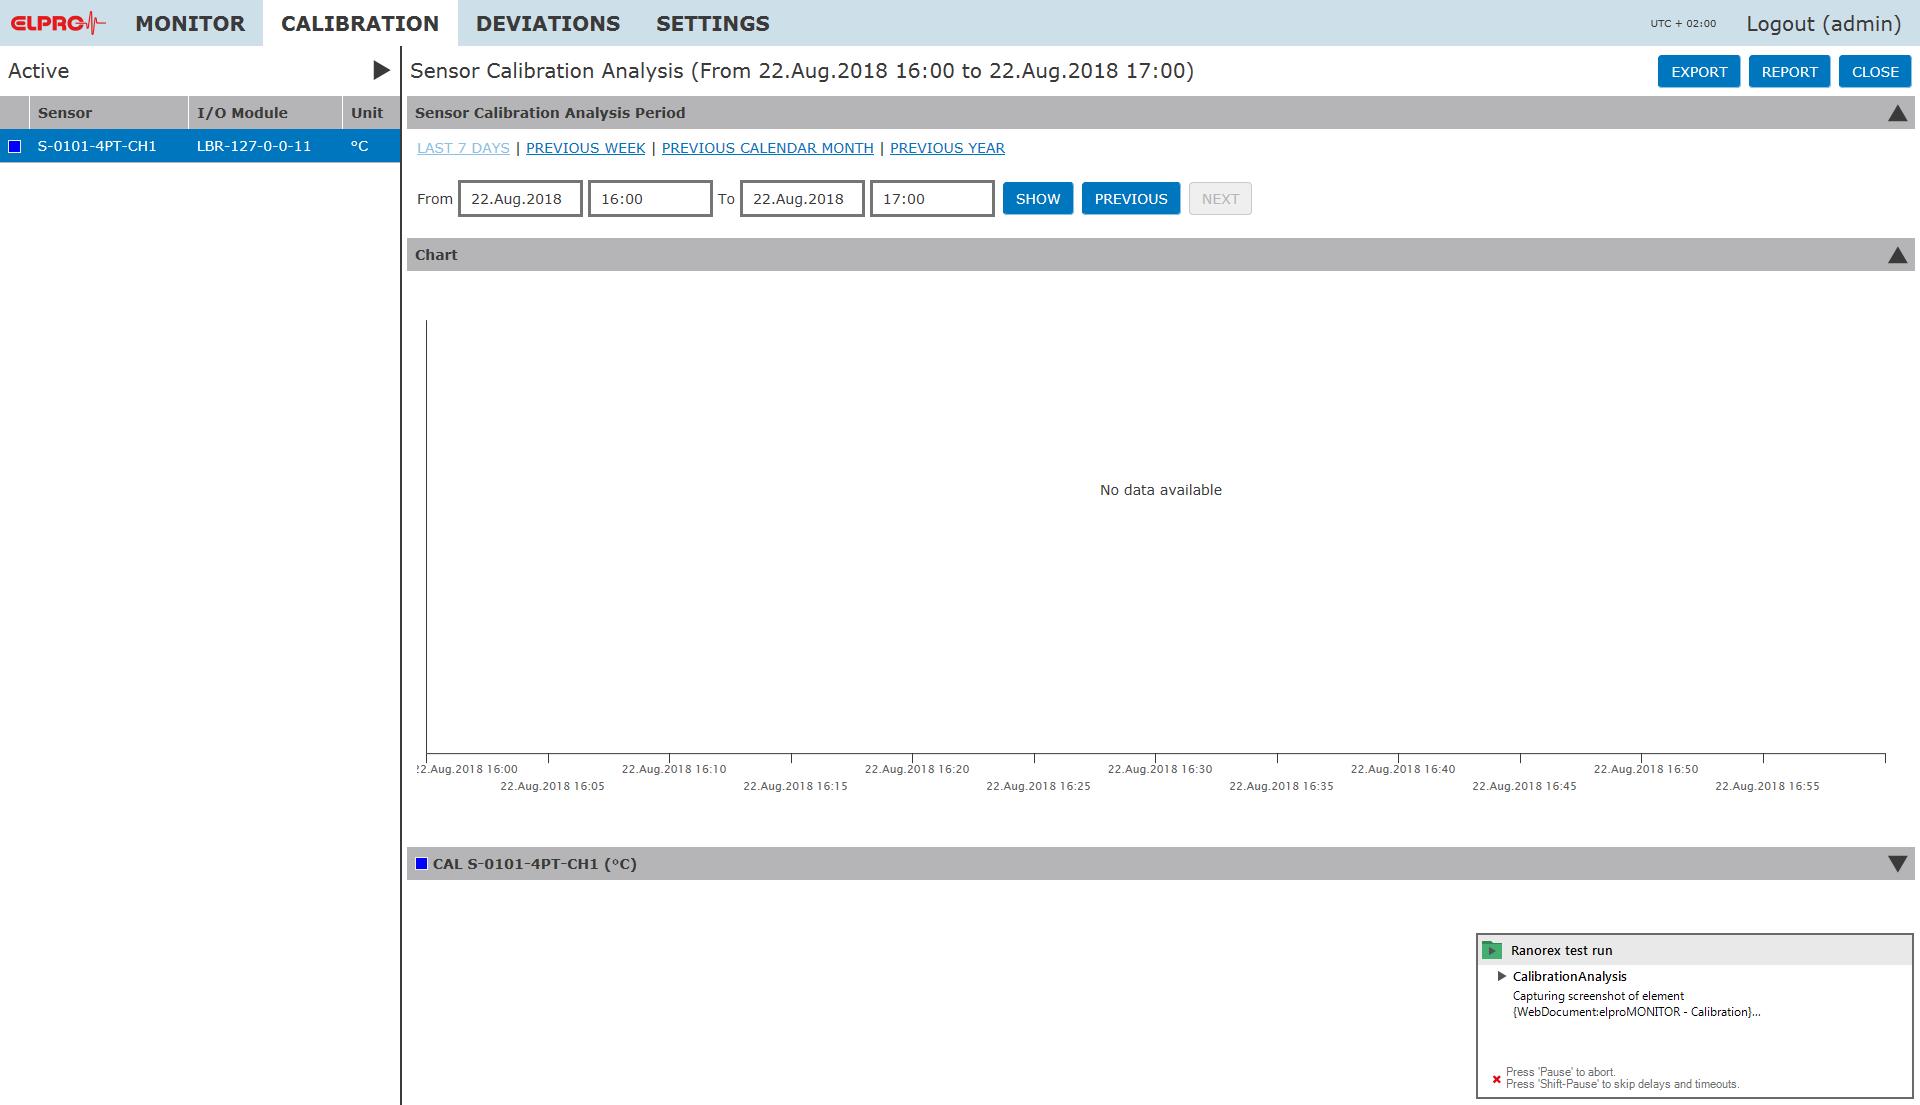 ELPRO MONITOR CALIBRATION DEVIATIONS SETTINGS UTC + 02:00 Logout (admin)
Active
Sensor Calibration Analysis (From 22.Aug.2018 16:00 to 22.Aug.2018 17:00)
EXPORT REPORT CLOSE
Sensor I/O Module Unit
S-0101-4PT-CH1 LBR-127-0-0-11 °C
Sensor Calibration Analysis Period
LAST 7 DAYS | PREVIOUS WEEK | PREVIOUS CALENDAR MONTH | PREVIOUS YEAR
From 22.Aug.2018 16:00 To 22.Aug.2018 17:00 SHOW PREVIOUS NEXT
Chart
No data available
22.Aug.2018 16:00 22.Aug.2018 16:10 22.Aug.2018 16:20 22.Aug.2018 16:30 22.Aug.2018 16:40 22.Aug.2018 16:50
22.Aug.2018 16:05 22.Aug.2018 16:15 22.Aug.2018 16:25 22.Aug.2018 16:35 22.Aug.2018 16:45 22.Aug.2018 16:55
CAL S-0101-4PT-CH1 (°C)
Ranorex test run
CalibrationAnalysis
Capturing screenshot of element
{WebDocument:elproMONITOR - Calibration}...
Press 'Pause' to abort.
Press 'Shift-Pause' to skip delays and timeouts.